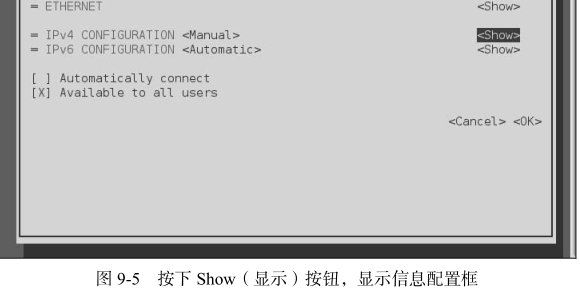 = ETHERNET <Show>
= IPv4 CONFIGURATION <Manual> <Show>
= IPv6 CONFIGURATION <Automatic> <Show>
[ ] Automatically connect
[X] Available to all users
<Cancel> <OK>
图 9-5 按下 Show（显示）按钮，显示信息配置框